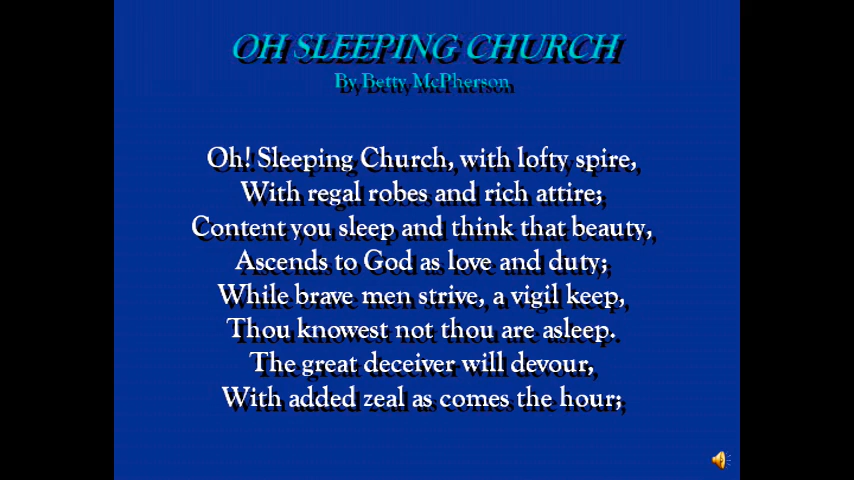 OH SLEEPING CHURCH
By Betty McPherson
Oh! Sleeping Church, with lofty spire,
With regal robes and rich attire;
Content you sleep and think that beauty,
Ascends to God as love and duty;
While brave men strive, a vigil keep,
Thou knowest not thou are asleep.
The great deceiver will devour,
With added zeal as comes the hour;